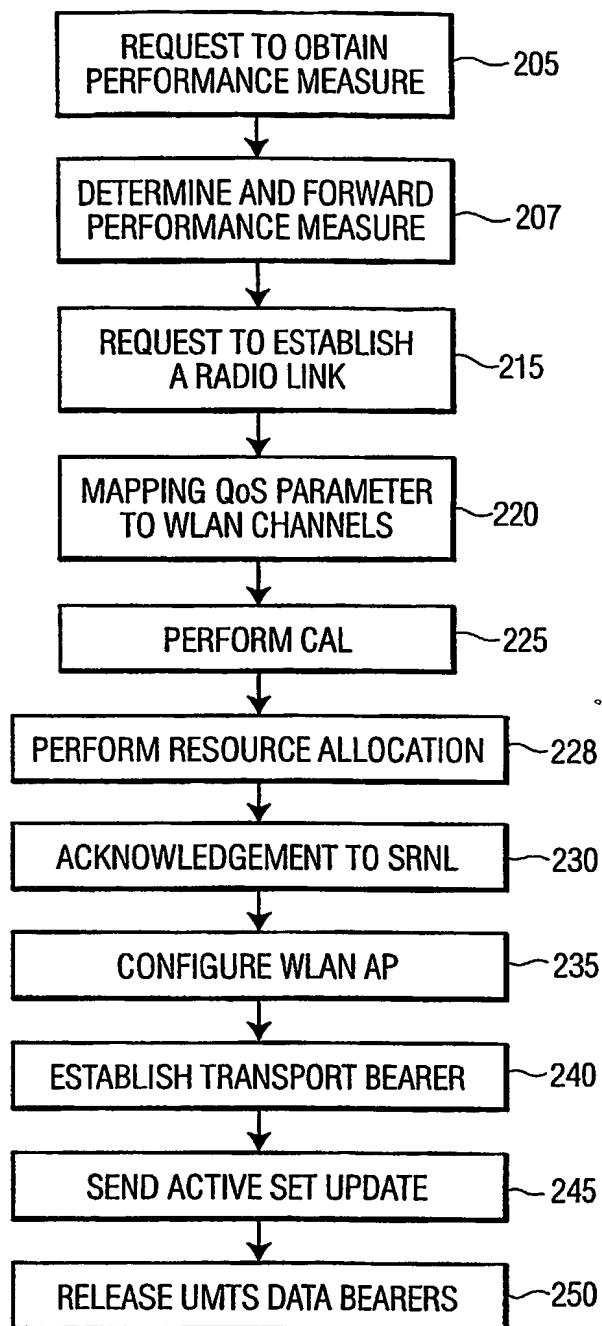 REQUEST TO OBTAIN
PERFORMANCE MEASURE
205
DETERMINE AND FORWARD
PERFORMANCE MEASURE
207
REQUEST TO ESTABLISH
A RADIO LINK
215
MAPPING QoS PARAMETER
TO WLAN CHANNELS
220
PERFORM CAL
225
PERFORM RESOURCE ALLOCATION
228
ACKNOWLEDGEMENT TO SRNL
230
CONFIGURE WLAN AP
235
ESTABLISH TRANSPORT BEARER
240
SEND ACTIVE SET UPDATE
245
RELEASE UMTS DATA BEARERS
250